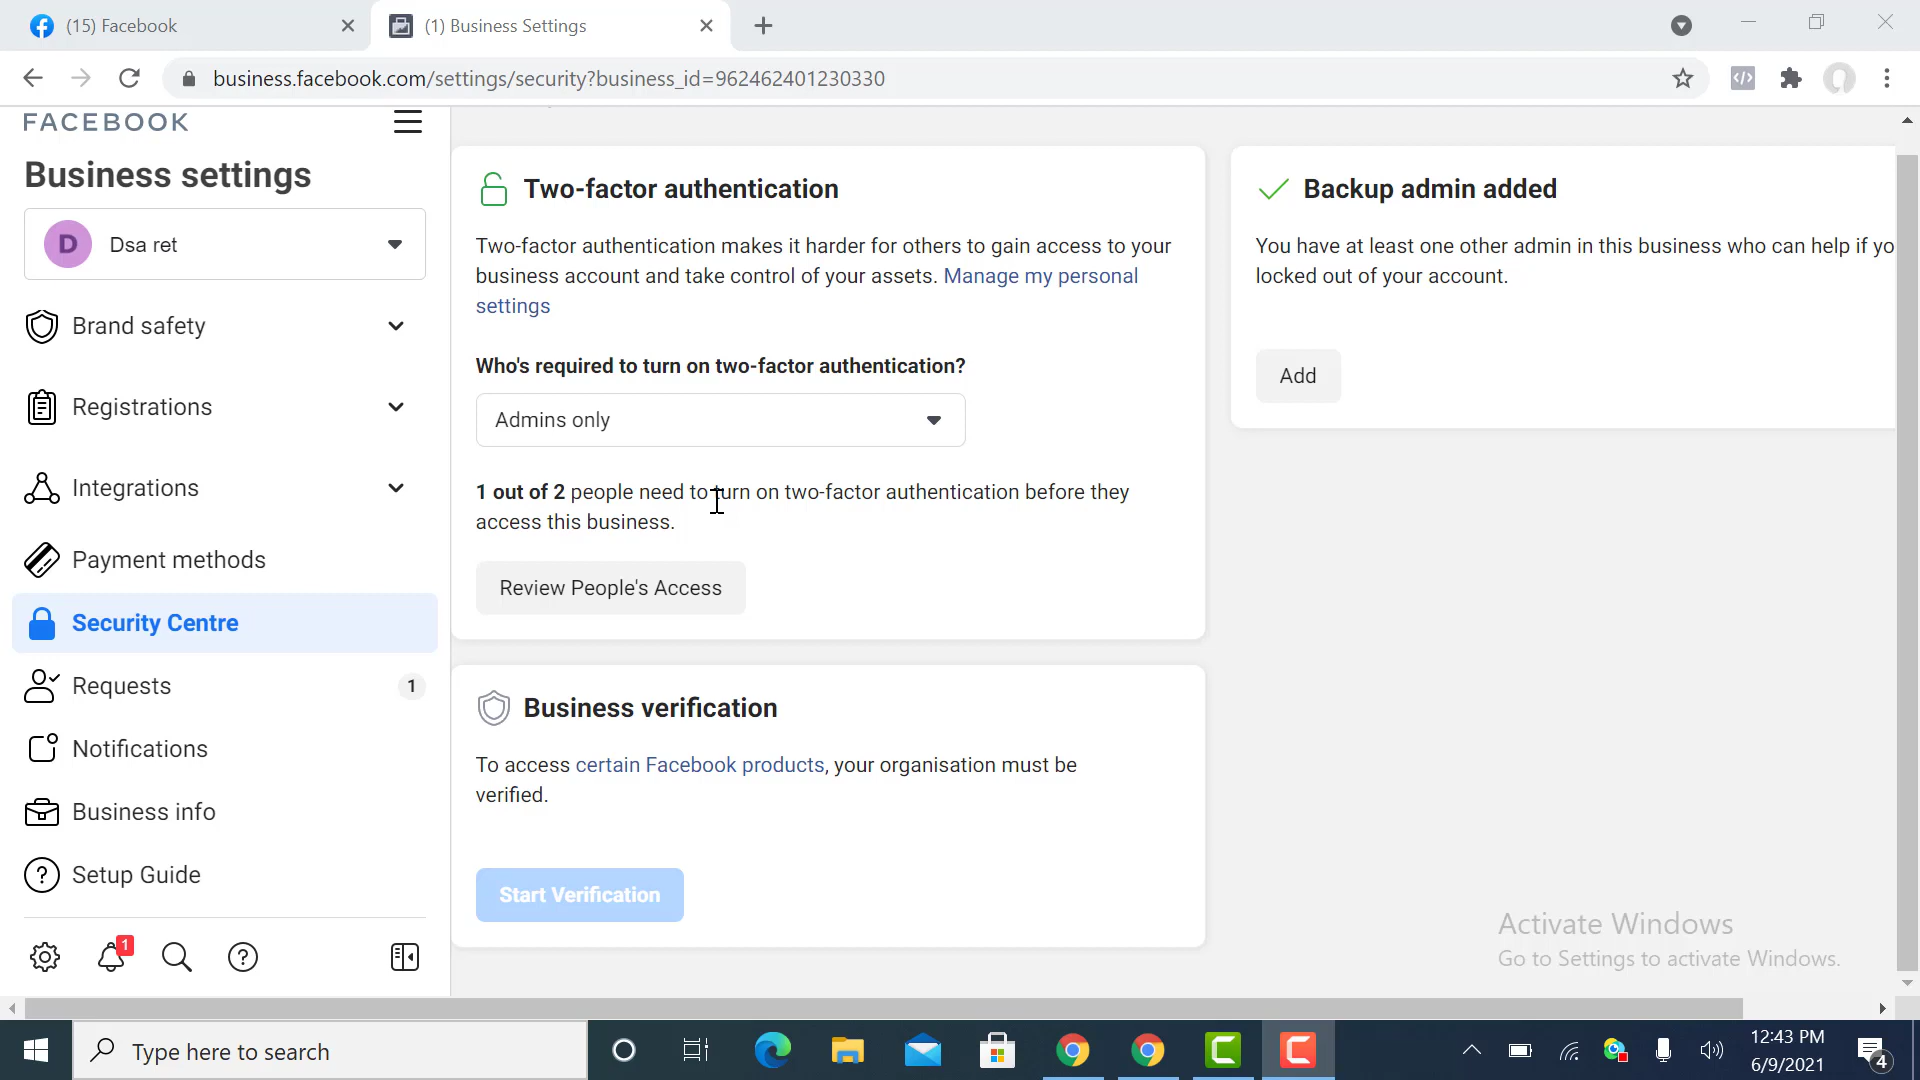 (15) Facebook
(1) Business Settings
business.facebook.com/settings/security?business_id=962462401230330
FACEBOOK
Business settings
D
Dsa ret
Brand safety
Registrations
Integrations
Payment methods
Security Centre
Requests
1
Notifications
Business info
Setup Guide
1
Two-factor authentication
Two-factor authentication makes it harder for others to gain access to your
business account and take control of your assets. Manage my personal
settings
Who's required to turn on two-factor authentication?
Admins only
1 out of 2 people need to turn on two-factor authentication before they
access this business.
Review People's Access
Business verification
To access certain Facebook products, your organisation must be
verified.
Start Verification
Backup admin added
You have at least one other admin in this business who can help if yo
locked out of your account.
Add
Activate Windows
Go to Settings to activate Windows.
Type here to search
12:43 PM
6/9/2021
4